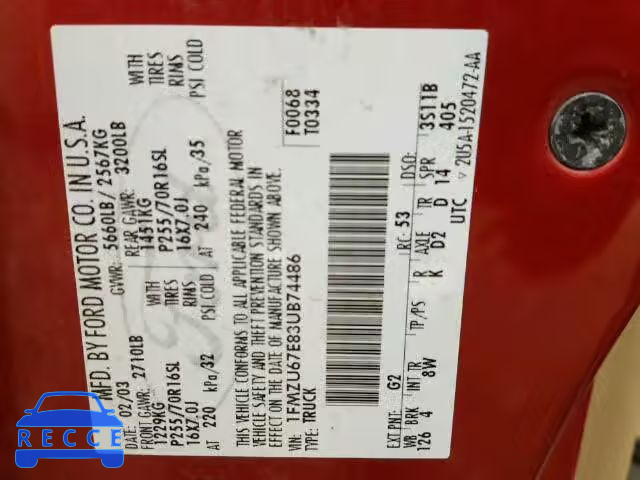 MFD. BY FORD MOTOR CO. IN U.S.A.
DATE: 02/03 GVWR: 5660LB/ 2567KG
FRONT GAWR: 2710LB REAR GAWR: 3200LB
1229KG 1451KG WITH
P255/70R16SL P255/70R16SL TIRES
16X7.0J 16X7.0J RIMS
AT 220 kPa/32 AT 240 kPa/35 PSI COLD
WITH
TIRES
RIMS
PSI COLD
THIS VEHICLE CONFORMS TO ALL APPLICABLE FEDERAL MOTOR
VEHICLE SAFETY AND THEFT PREVENTION STANDARDS IN
EFFECT ON THE DATE OF MANUFACTURE SHOWN ABOVE.
VIN: 1FMZU67E83UB74486 F0068
TYPE: TRUCK T0334
EXT PNT: G2 RC: 53 DSO:
WB BRK INT TR TP/PS R AXLE TR SPR 3S11B
126 4 8W K D2 D 14 405
UTC
▽ 2U5A-1520472-AA